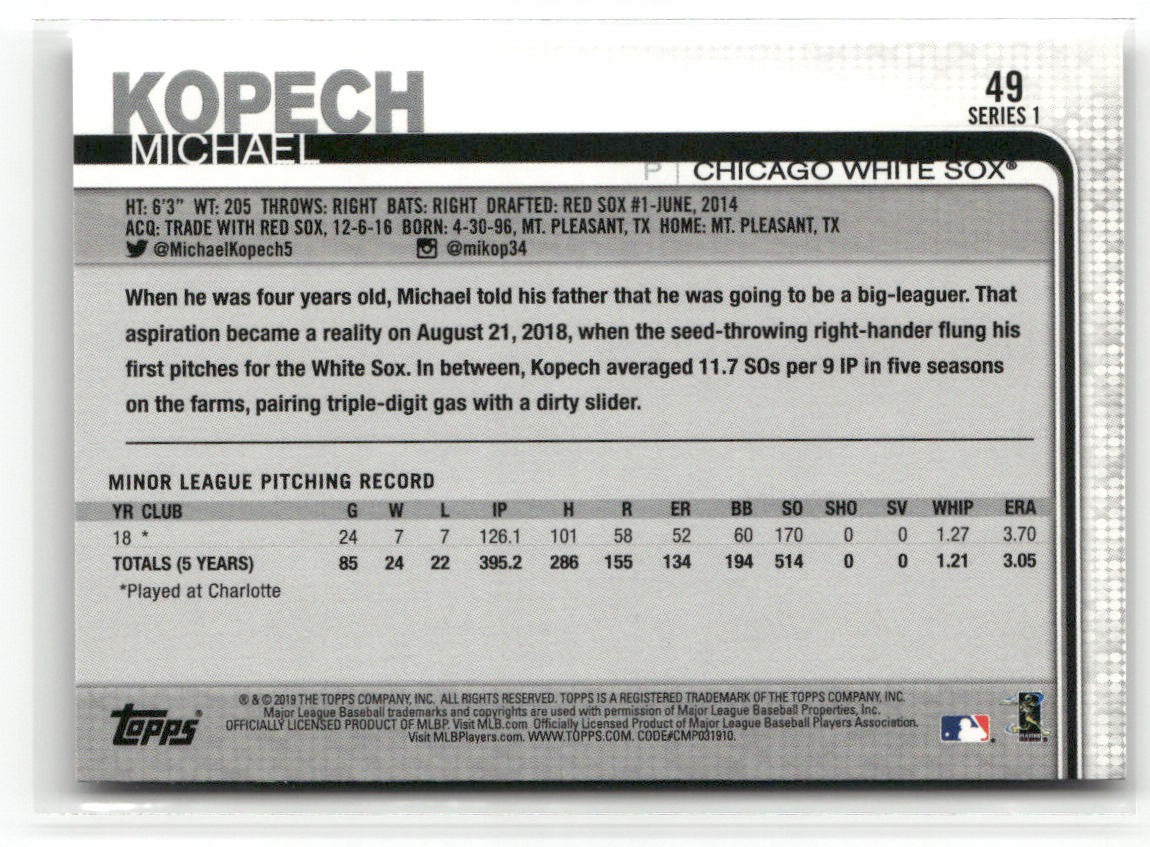 KOPECH
MICHAEL
49
SERIES 1
P | CHICAGO WHITE SOX®
HT: 6'3" WT: 205 THROWS: RIGHT BATS: RIGHT DRAFTED: RED SOX #1-JUNE, 2014
ACQ: TRADE WITH RED SOX, 12-6-16 BORN: 4-30-96, MT. PLEASANT, TX HOME: MT. PLEASANT, TX
@MichaelKopech5 @mikop34
When he was four years old, Michael told his father that he was going to be a big-leaguer. That
aspiration became a reality on August 21, 2018, when the seed-throwing right-hander flung his
first pitches for the White Sox. In between, Kopech averaged 11.7 SOs per 9 IP in five seasons
on the farms, pairing triple-digit gas with a dirty slider.
MINOR LEAGUE PITCHING RECORD
YR CLUB G W L IP H R ER BB SO SHO SV WHIP ERA
18 * 24 7 7 126.1 101 58 52 60 170 0 0 1.27 3.70
TOTALS (5 YEARS) 85 24 22 395.2 286 155 134 194 514 0 0 1.21 3.05
*Played at Charlotte
topps®
® & © 2019 THE TOPPS COMPANY, INC. ALL RIGHTS RESERVED. TOPPS IS A REGISTERED TRADEMARK OF THE TOPPS COMPANY, INC.
Major League Baseball trademarks and copyrights are used with permission of Major League Baseball Properties, Inc.
OFFICIALLY LICENSED PRODUCT OF MLBP. Visit MLB.com. Officially Licensed Product of Major League Baseball Players Association.
Visit MLBPlayers.com. WWW.TOPPS.COM. CODE#CMP031910.